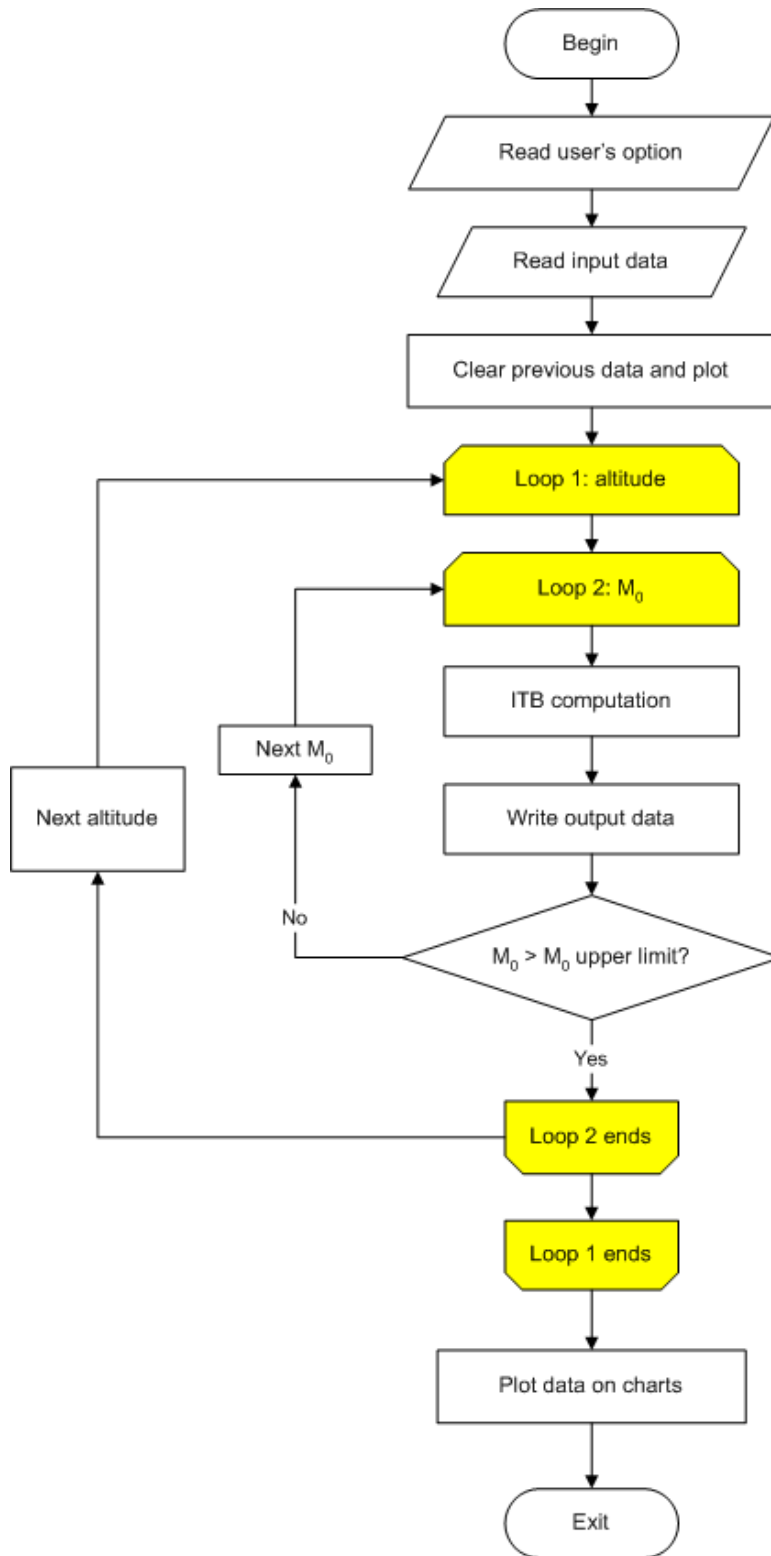 Begin
Read user's option
Read input data
Clear previous data and plot
Loop 1: altitude
Loop 2: M₀
ITB computation
Next M₀
Next altitude
Write output data
No
M₀ > M₀ upper limit?
Yes
Loop 2 ends
Loop 1 ends
Plot data on charts
Exit